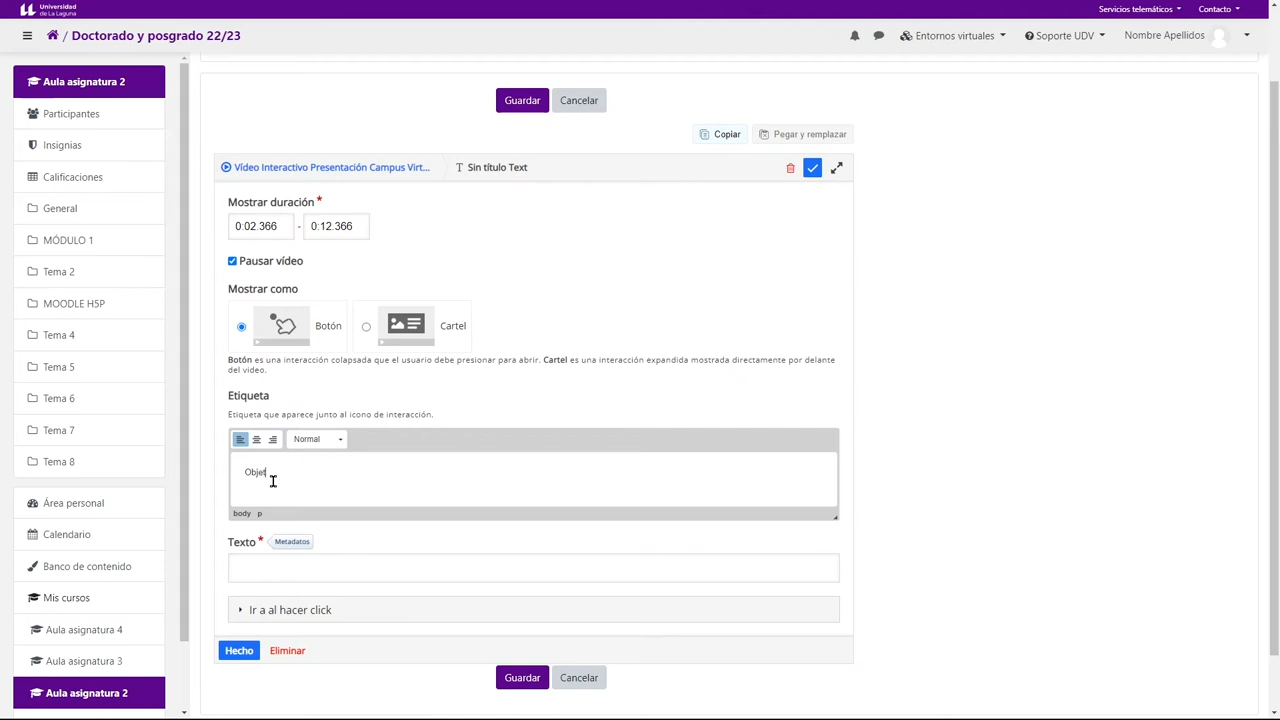 Universidad
de La Laguna
Servicios telemáticos
Contacto
/ Doctorado y posgrado 22/23
Entornos virtuales
Soporte UDV
Nombre Apellidos
Aula asignatura 2
Participantes
Insignias
Calificaciones
General
MÓDULO 1
Tema 2
MOODLE H5P
Tema 4
Tema 5
Tema 6
Tema 7
Tema 8
Área personal
Calendario
Banco de contenido
Mis cursos
Aula asignatura 4
Aula asignatura 3
Aula asignatura 2
Guardar Cancelar
Copiar Pegar y remplazar
Vídeo Interactivo Presentación Campus Virt... T Sin título Text
Mostrar duración *
0:02.366 - 0:12.366
Pausar vídeo
Mostrar como
Botón Cartel
Botón es una interacción colapsada que el usuario debe presionar para abrir. Cartel es una interacción expandida mostrada directamente por delante
del video.
Etiqueta
Etiqueta que aparece junto al icono de interacción.
Normal
Objet
body p
Texto * Metadatos
Ir a al hacer click
Hecho Eliminar
Guardar Cancelar